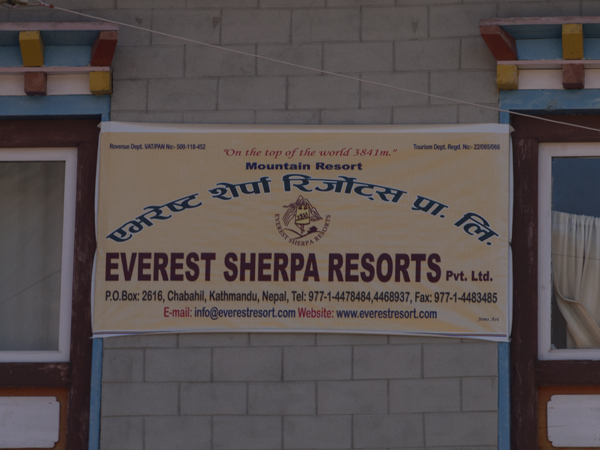 Revenue Dept. VAT/PAN No:- 500-118-452
Tourism Dept. Regd. No:- 22/065/066
"On the top of the world 3841m."
Mountain Resort
एभरेष्ट शेर्पा रिजोंट्स प्रा. लि.
EVEREST SHERPA RESORTS
EVEREST SHERPA RESORTS Pvt. Ltd.
P.O.Box: 2616, Chabahil, Kathmandu, Nepal, Tel: 977-1-4478484,4468937, Fax: 977-1-4483485
E-mail: info@everestresort.com Website: www.everestresort.com